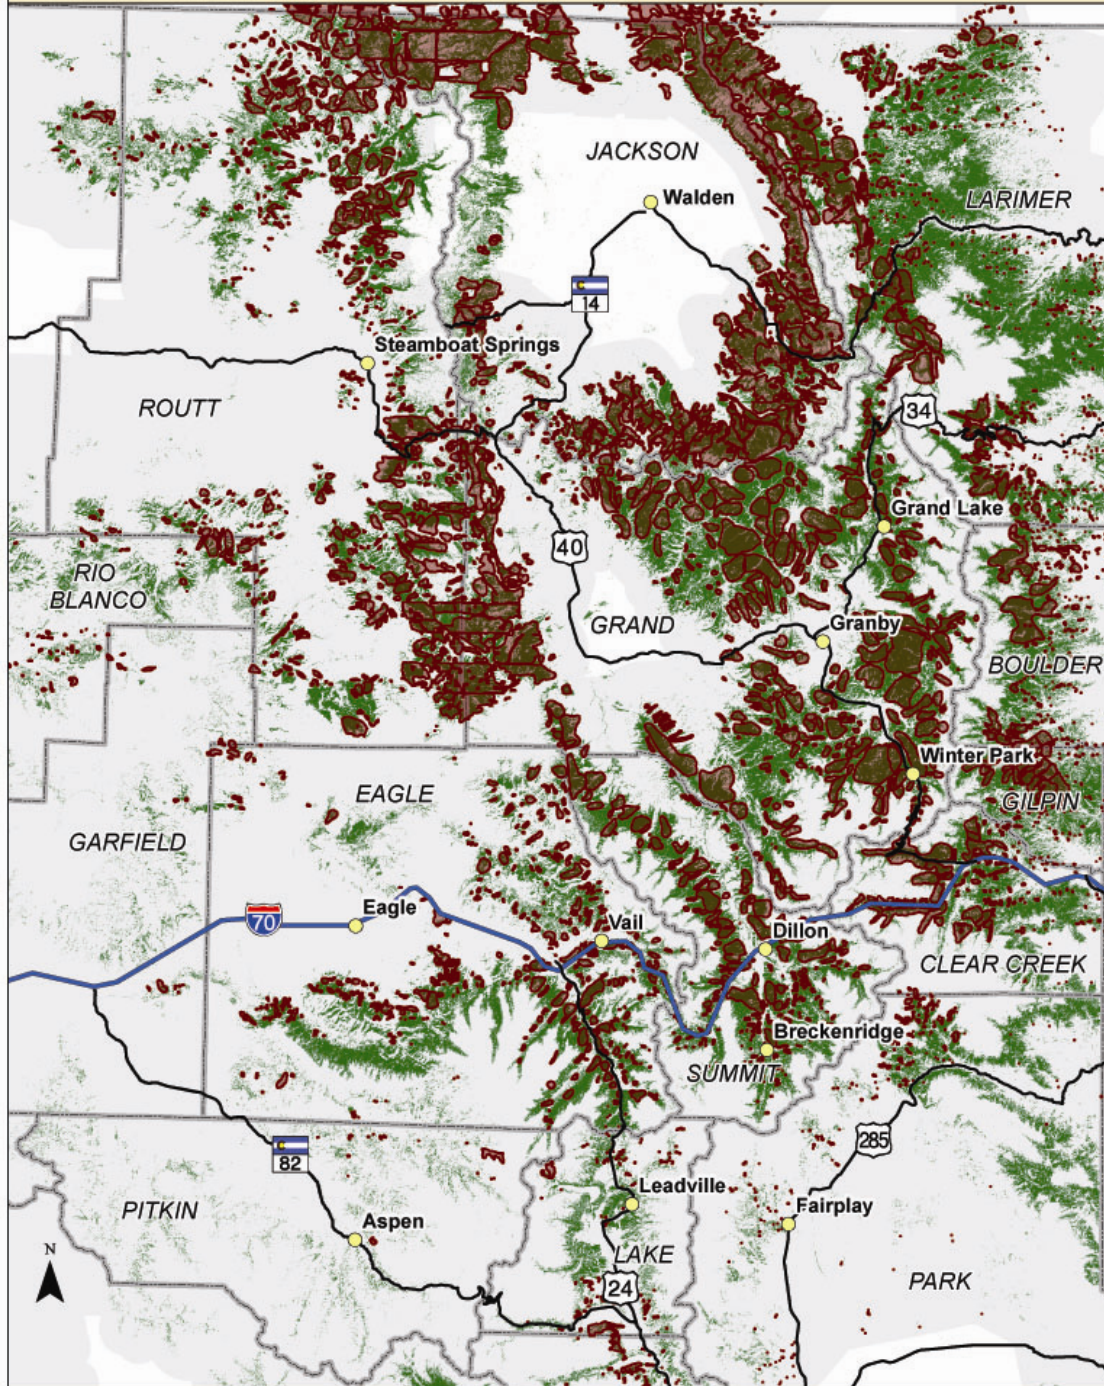 JACKSON
Walden
LARIMER
14
Steamboat Springs
ROUTT
34
Grand Lake
40
RIO
BLANCO
GRAND
Granby
BOULDER
Winter Park
EAGLE
GILPIN
GARFIELD
70
Eagle
Vail
Dillon
CLEAR CREEK
Breckenridge
SUMMIT
285
82
Leadville
Fairplay
PITKIN
Aspen
N
LAKE
24
PARK